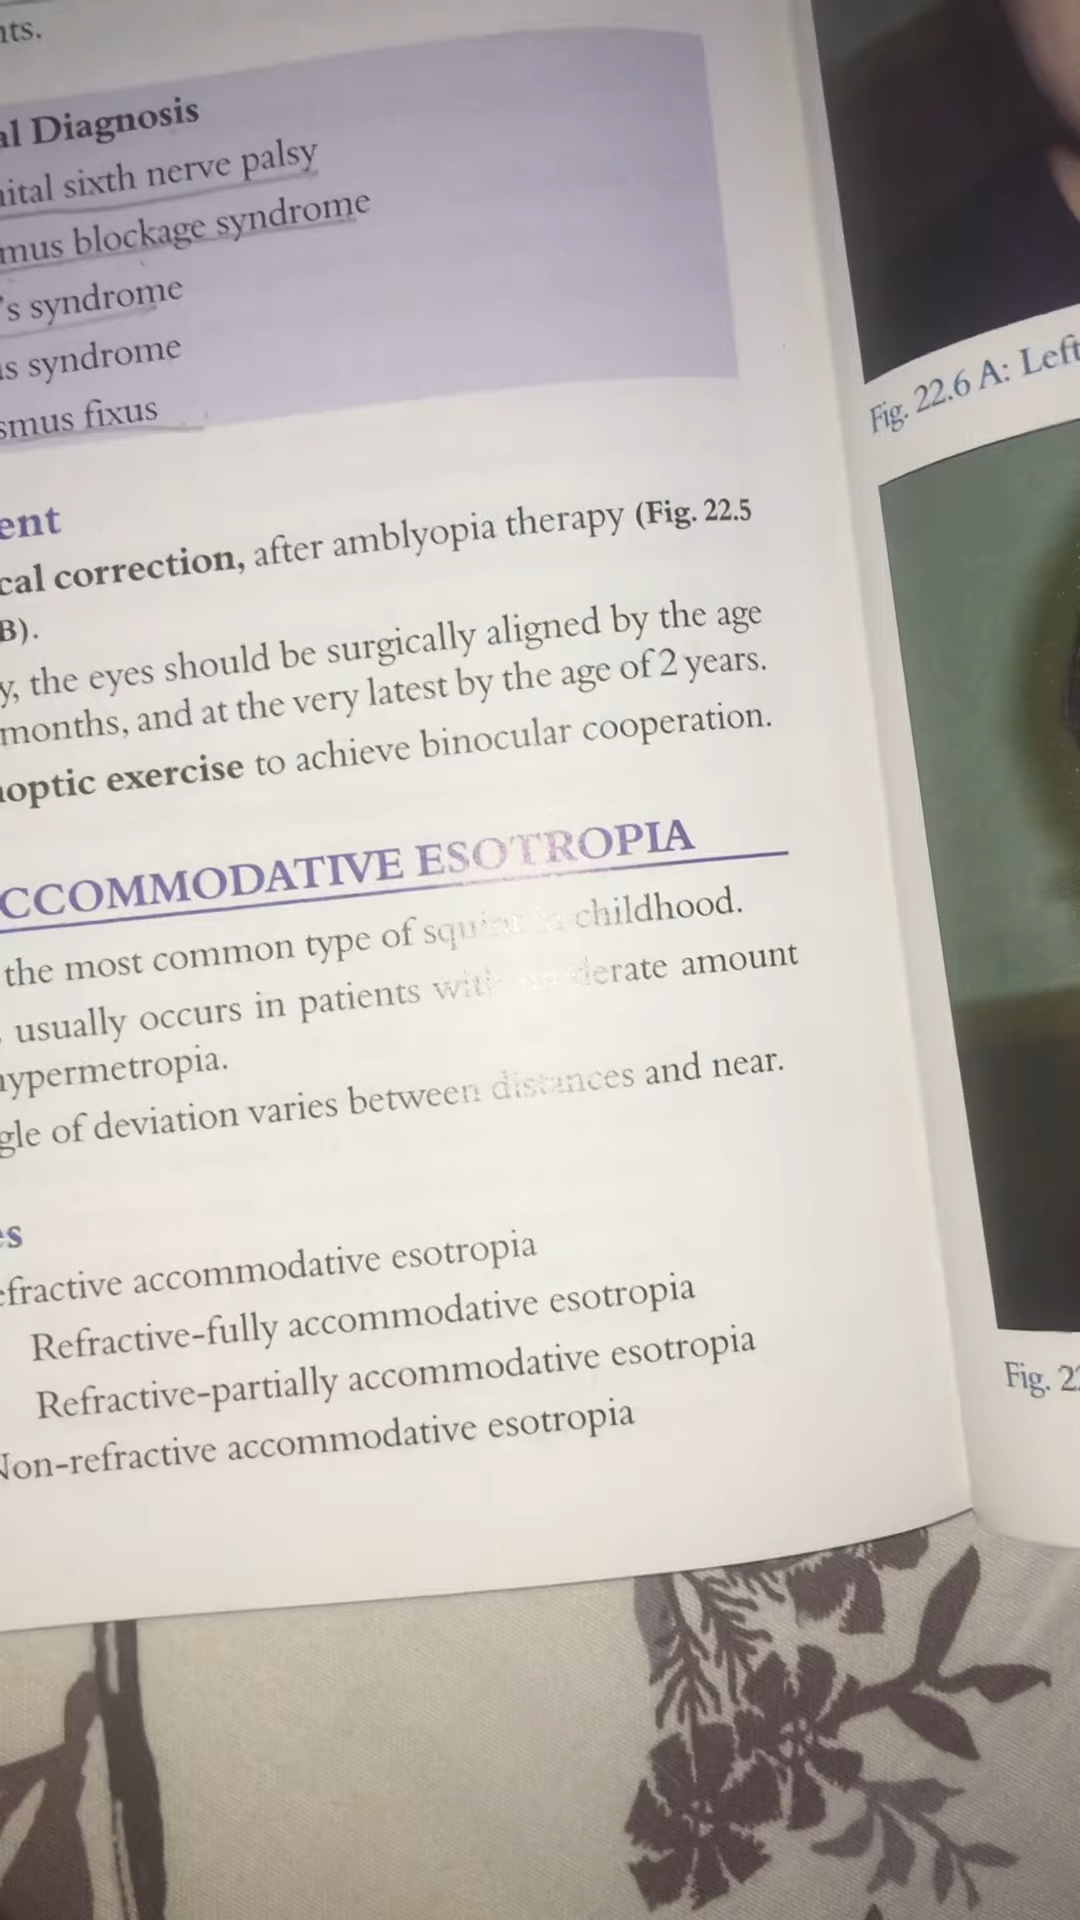 nts.
al Diagnosis
nital sixth nerve palsy
mus blockage syndrome
's syndrome
us syndrome
smus fixus
ent
cal correction, after amblyopia therapy (Fig. 22.5
B).
y, the eyes should be surgically aligned by the age
months, and at the very latest by the age of 2 years.
noptic exercise to achieve binocular cooperation.
CCOMMODATIVE ESOTROPIA
the most common type of squint in childhood.
usually occurs in patients with moderate amount
hypermetropia.
gle of deviation varies between distances and near.
es
efractive accommodative esotropia
Refractive-fully accommodative esotropia
Refractive-partially accommodative esotropia
Non-refractive accommodative esotropia
Fig. 22.6 A: Left
Fig. 22